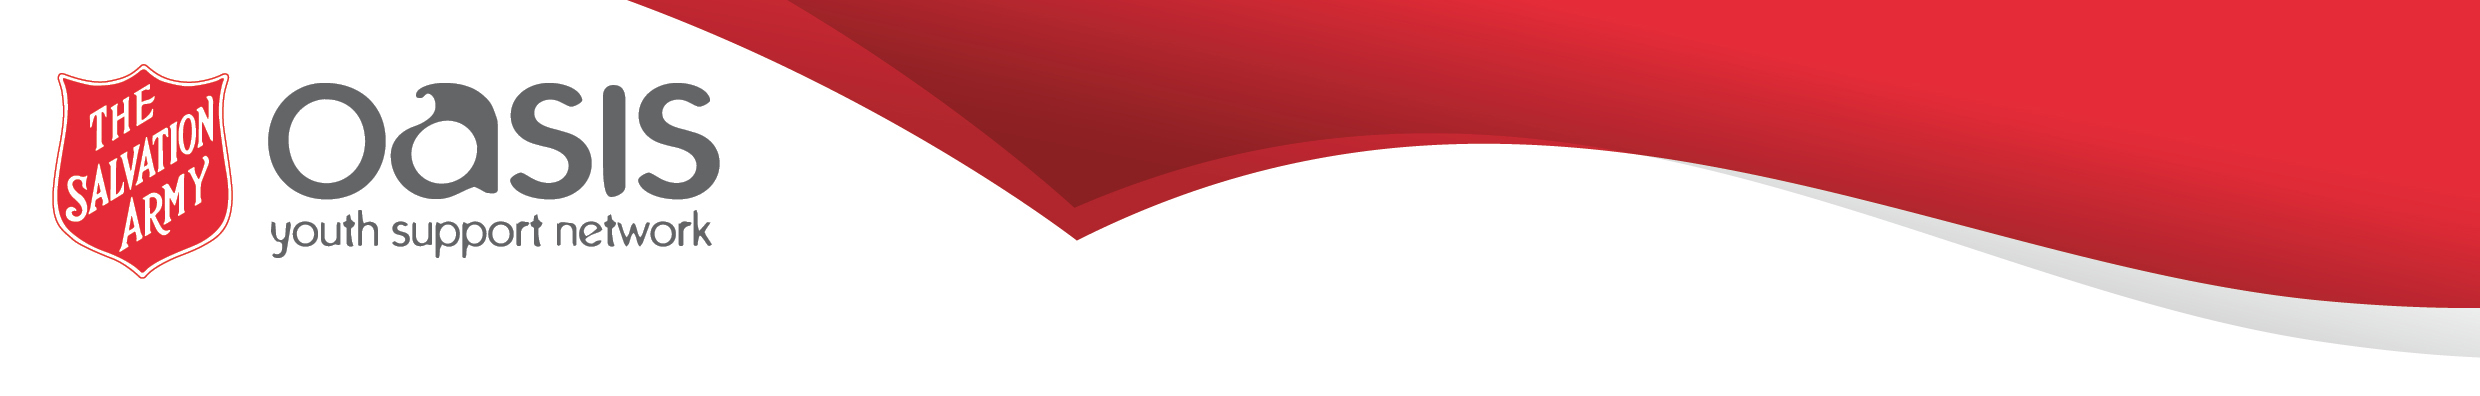 THE
SALVATION
ARMY
oasis
youth support network